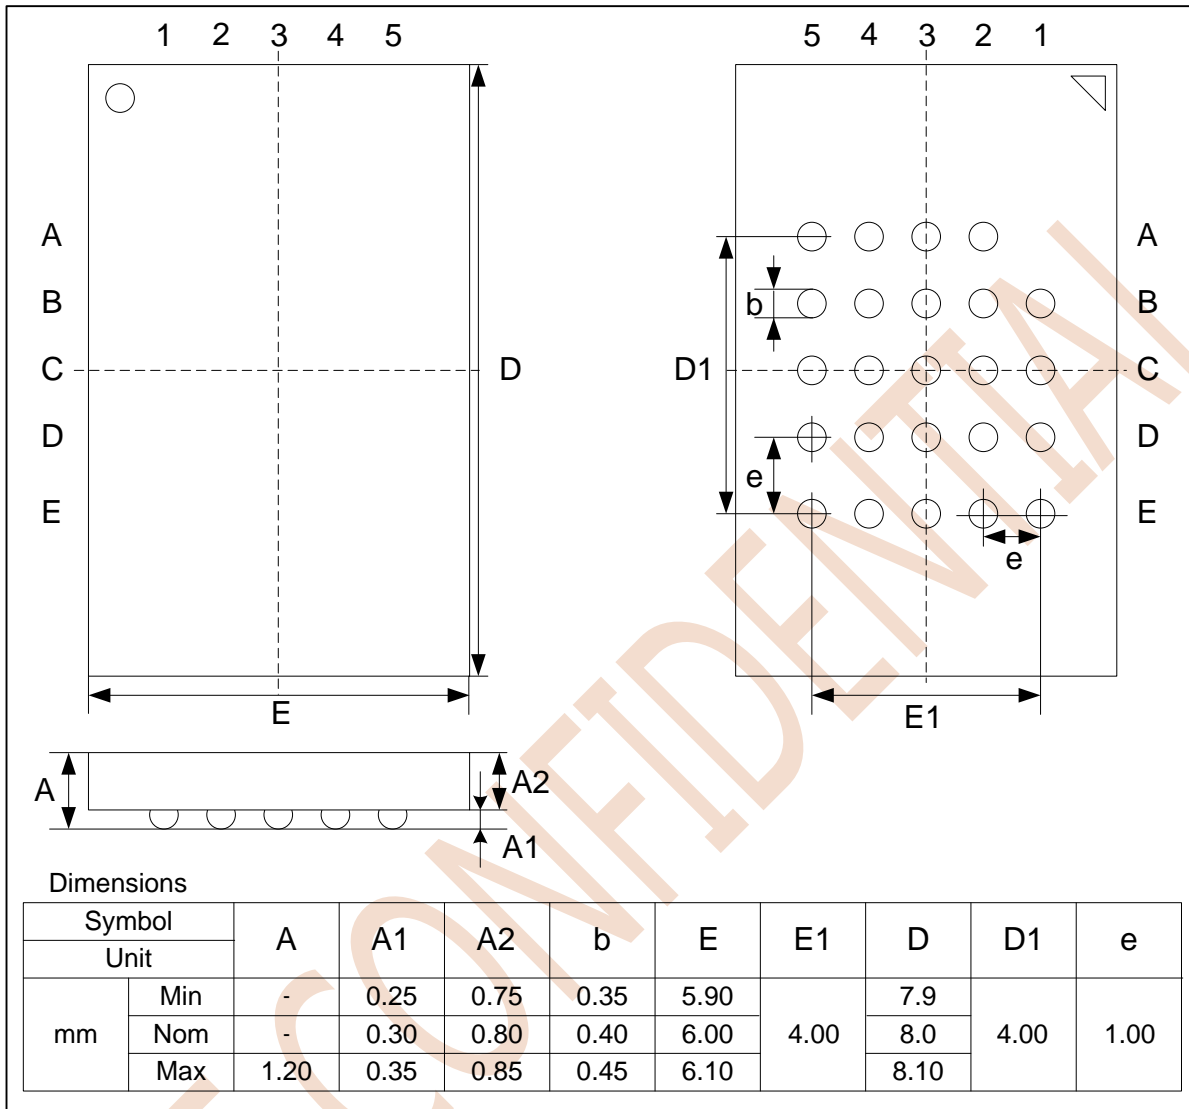 1 2 3 4 5
5 4 3 2 1
A
B
C
D
E
D
E
A
B
C
D
E
b
D1
e
e
E1
A
A2
A1
CONFIDENTIAL
Dimensions
Symbol A A1 A2 b E E1 D D1 e
Unit
mm
Min - 0.25 0.75 0.35 5.90 7.9
Nom - 0.30 0.80 0.40 6.00 4.00 8.0 4.00 1.00
Max 1.20 0.35 0.85 0.45 6.10 8.10